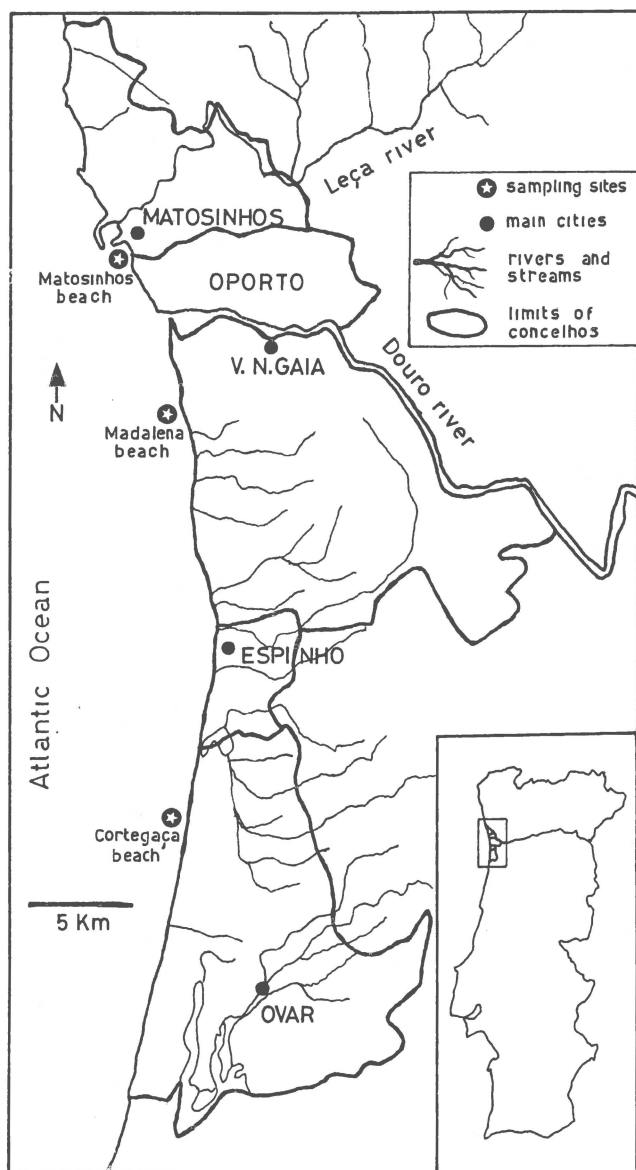 Leça river
sampling sites
main cities
rivers and
streams
limits of
concelhos
MATOSINHOS
Matosinhos
beach
OPORTO
V. N. GAIA
Douro river
N
Madalena
beach
Atlantic Ocean
ESPINHO
Cortegaça
beach
5 Km
OVAR